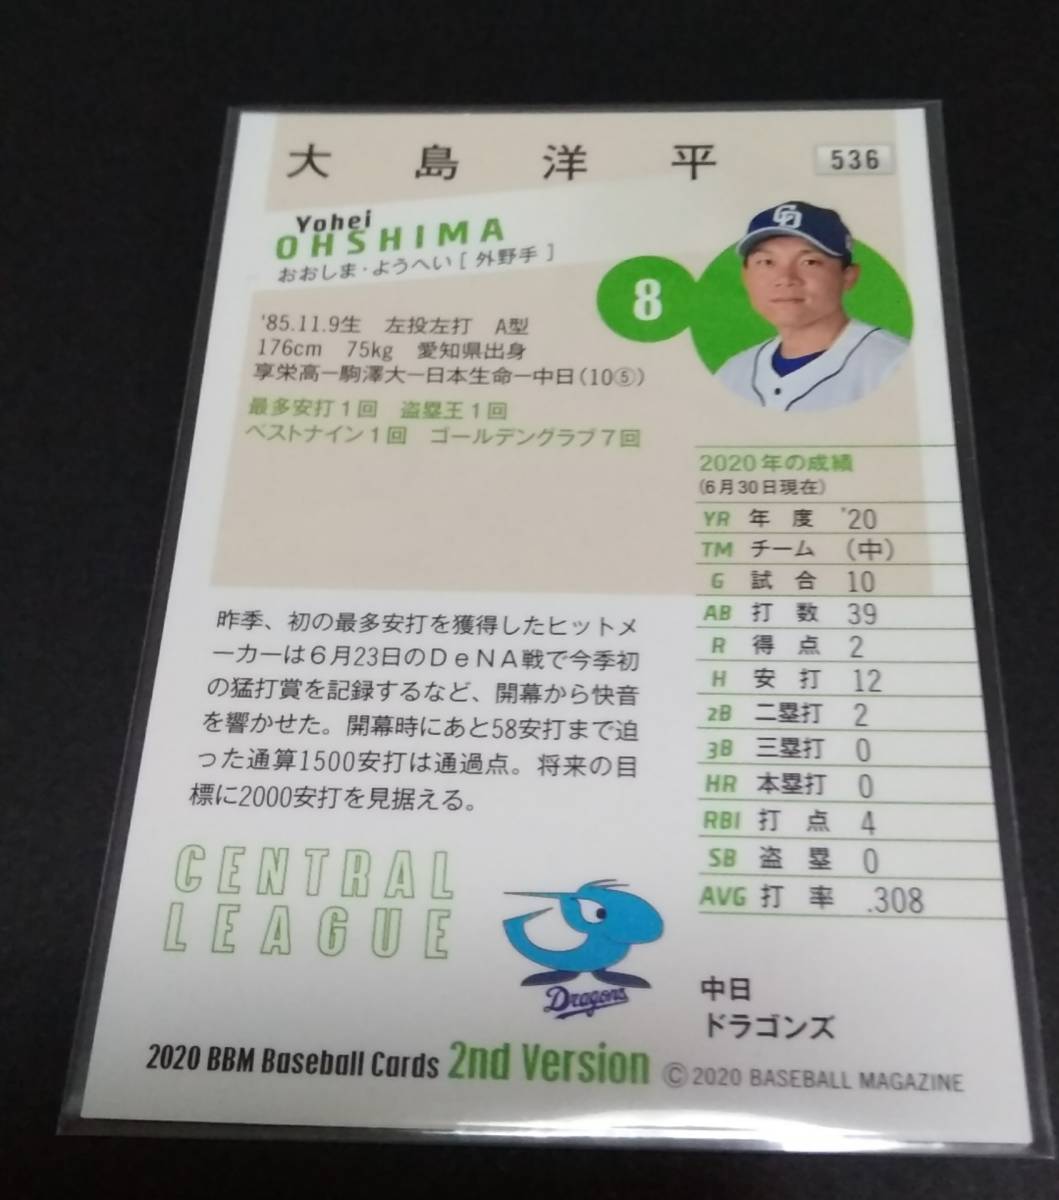 大島洋平
536
Yohei
OHSHIMA
おおしま・ようへい [ 外野手 ]
8
'85.11.9生 左投左打 A型
176cm 75kg 愛知県出身
享栄高ー駒澤大ー日本生命ー中日(10⑤)
最多安打1回 盗塁王1回
ベストナイン1回 ゴールデングラブ7回
2020年の成績
(6月30日現在)
YR 年度 '20
TM チーム (中)
G 試合 10
AB 打数 39
R 得点 2
H 安打 12
2B 二塁打 2
3B 三塁打 0
HR 本塁打 0
RBI 打点 4
SB 盗塁 0
AVG 打率 .308
昨季、初の最多安打を獲得したヒットメ
ーカーは6月23日のDeNA戦で今季初
の猛打賞を記録するなど、開幕から快音
を響かせた。開幕時にあと58安打まで迫
った通算1500安打は通過点。将来の目
標に2000安打を見据える。
CENTRAL
LEAGUE
Dragons
中日
ドラゴンズ
2020 BBM Baseball Cards 2nd Version
Ⓒ2020 BASEBALL MAGAZINE